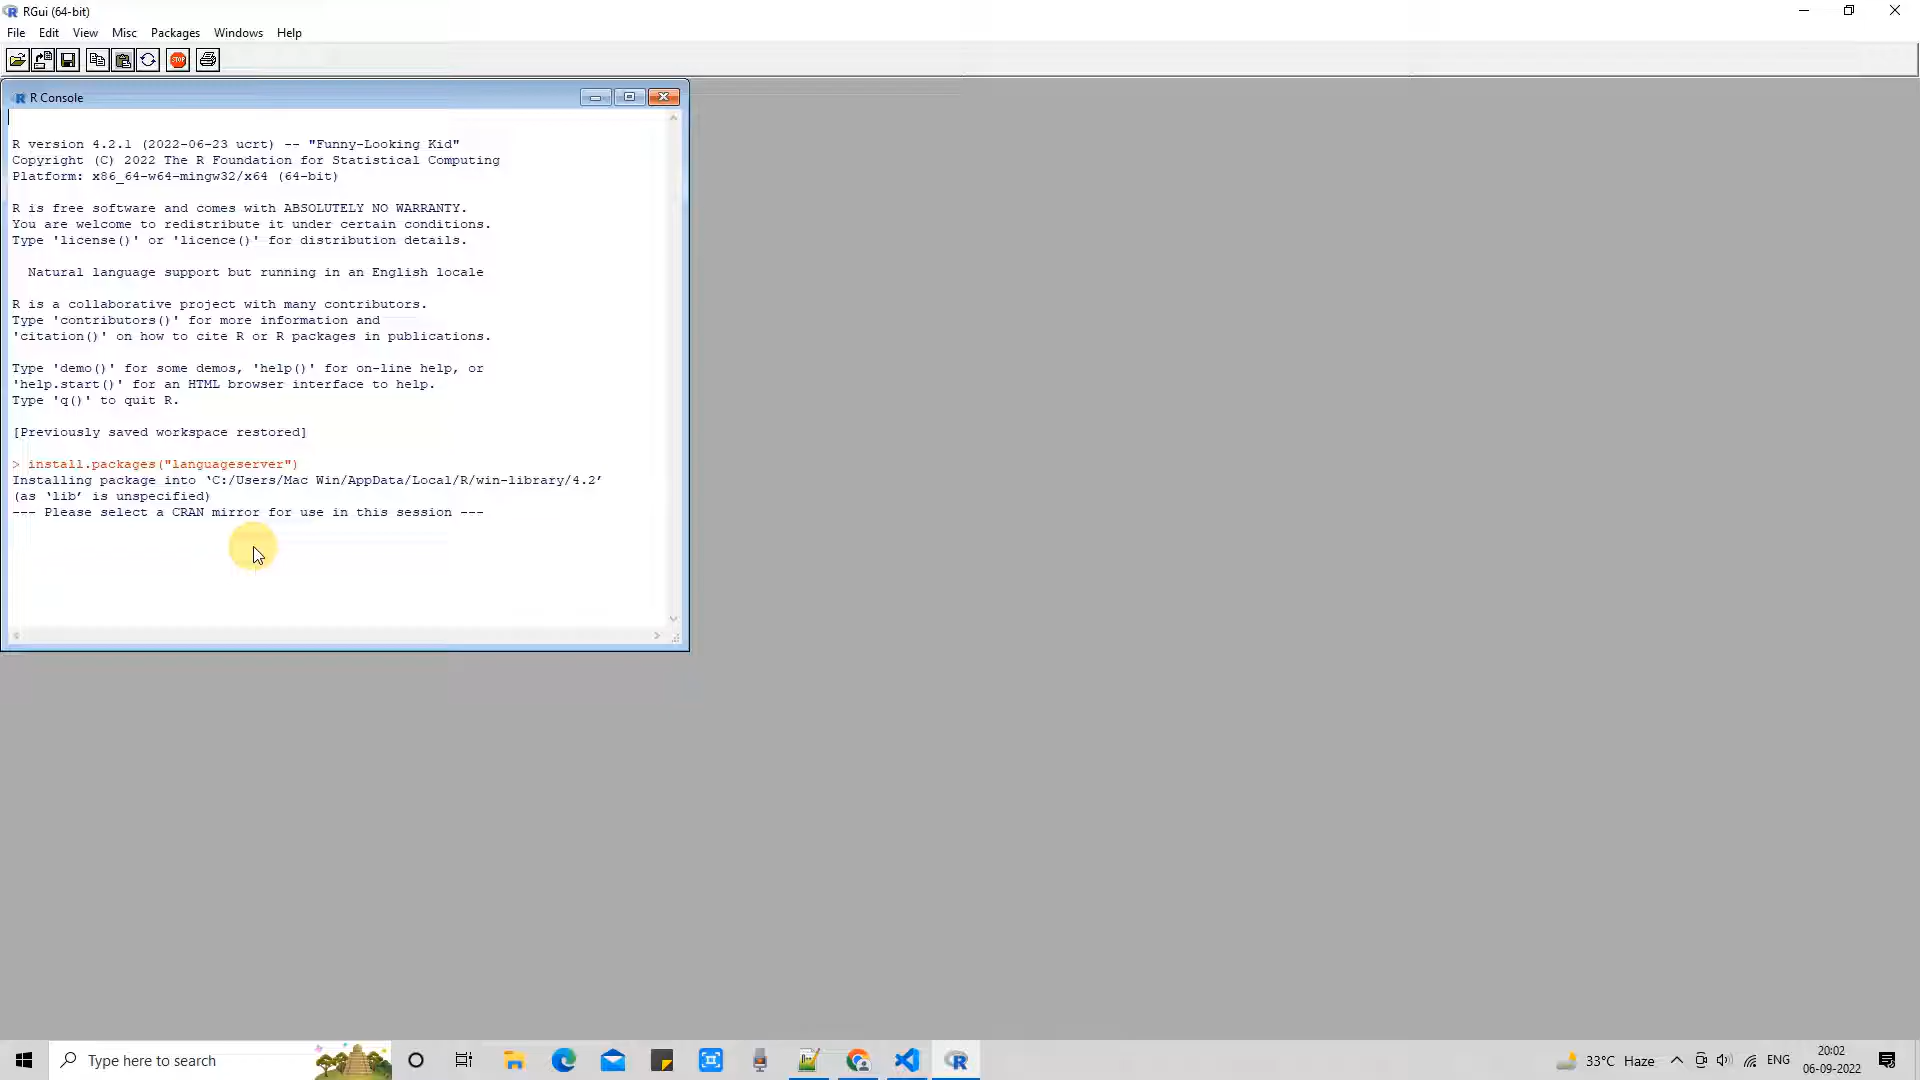 RGui (64-bit)
File Edit View Misc Packages Windows Help
STOP
R Console
R version 4.2.1 (2022-06-23 ucrt) -- "Funny-Looking Kid"
Copyright (C) 2022 The R Foundation for Statistical Computing
Platform: x86_64-w64-mingw32/x64 (64-bit)
R is free software and comes with ABSOLUTELY NO WARRANTY.
You are welcome to redistribute it under certain conditions.
Type 'license()' or 'licence()' for distribution details.
Natural language support but running in an English locale
R is a collaborative project with many contributors.
Type 'contributors()' for more information and
'citation()' on how to cite R or R packages in publications.
Type 'demo()' for some demos, 'help()' for on-line help, or
'help.start()' for an HTML browser interface to help.
Type 'q()' to quit R.
[Previously saved workspace restored]
> install.packages("languageserver")
Installing package into ‘C:/Users/Mac Win/AppData/Local/R/win-library/4.2’
(as ‘lib’ is unspecified)
--- Please select a CRAN mirror for use in this session ---
Type here to search
33°C Haze
ENG
20:02
06-09-2022